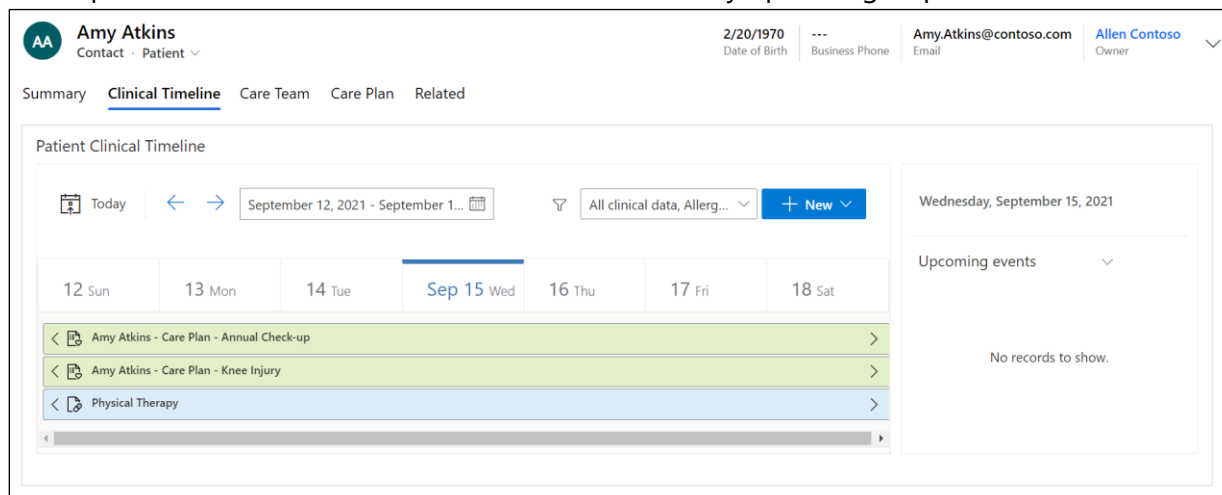 AA
Amy Atkins
Contact · Patient
2/20/1970
Date of Birth
---
Business Phone
Amy.Atkins@contoso.com
Email
Allen Contoso
Owner
Summary Clinical Timeline Care Team Care Plan Related
Patient Clinical Timeline
Today
September 12, 2021 - September 1...
All clinical data, Allerg...
New
Wednesday, September 15, 2021
Upcoming events
12 Sun 13 Mon 14 Tue Sep 15 Wed 16 Thu 17 Fri 18 Sat
Amy Atkins - Care Plan - Annual Check-up
Amy Atkins - Care Plan - Knee Injury
Physical Therapy
No records to show.